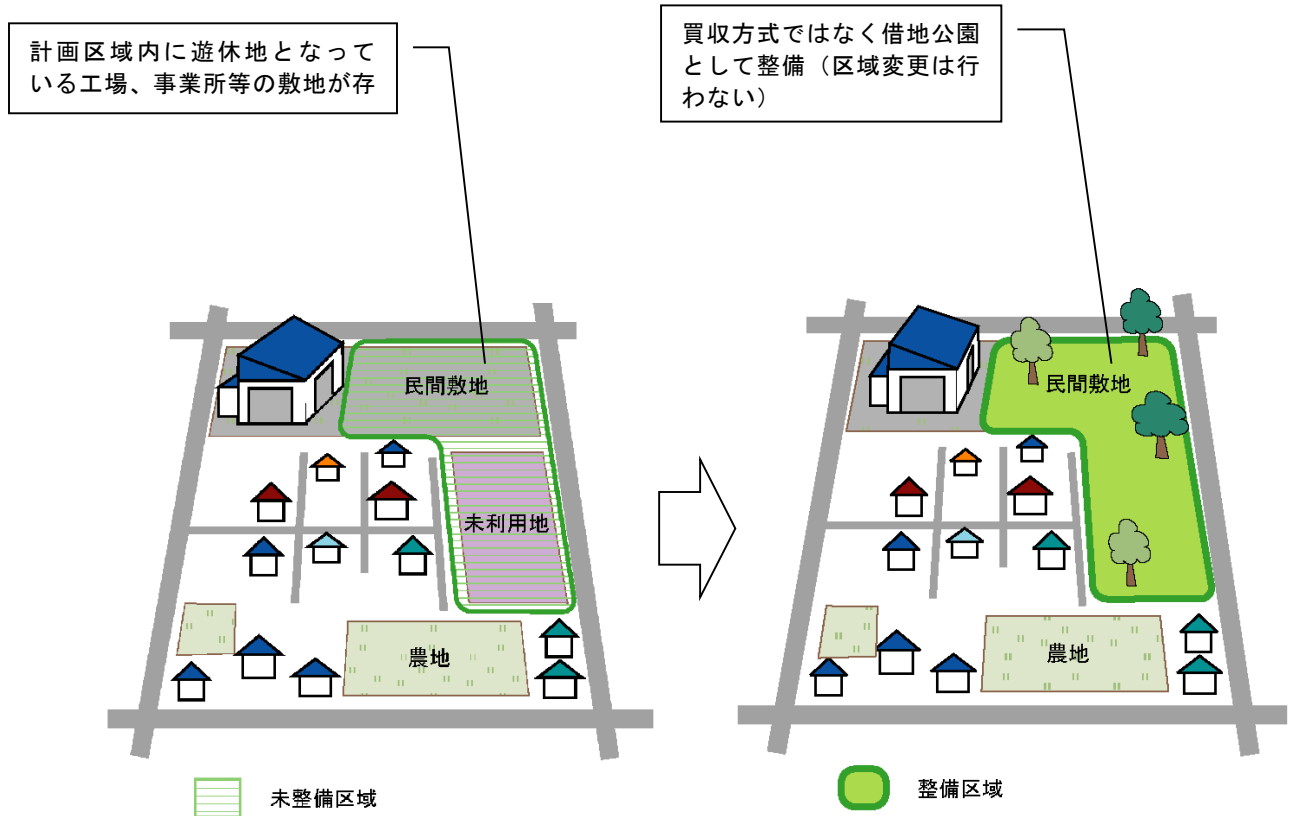 計画区域内に遊休地となって
いる工場、事業所等の敷地が存
買収方式ではなく借地公園
として整備（区域変更は行
わない）
民間敷地
未利用地
農地
未整備区域
民間敷地
農地
整備区域